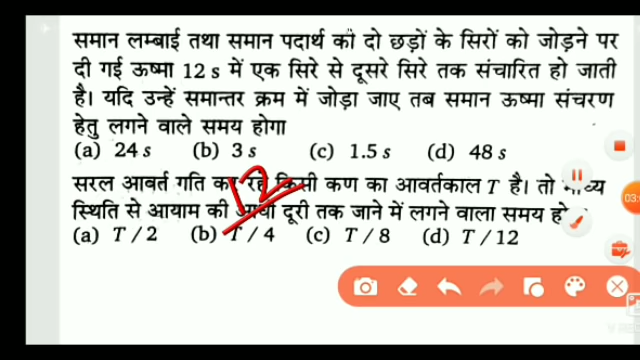 समान लम्बाई तथा समान पदार्थ की दो छड़ों के सिरों को जोड़ने पर
दी गई ऊष्मा 12 s में एक सिरे से दूसरे सिरे तक संचारित हो जाती
है। यदि उन्हें समान्तर क्रम में जोड़ा जाए तब समान ऊष्मा संचरण
हेतु लगने वाले समय होगा
(a) 24 s (b) 3 s (c) 1.5 s (d) 48 s
सरल आवर्त गति कर रहे किसी कण का आवर्तकाल T है। तो
स्थिति से आयाम की आधी दूरी तक जाने में लगने वाला समय
(a) T / 2 (b) T / 4 (c) T / 8 (d) T / 12
12